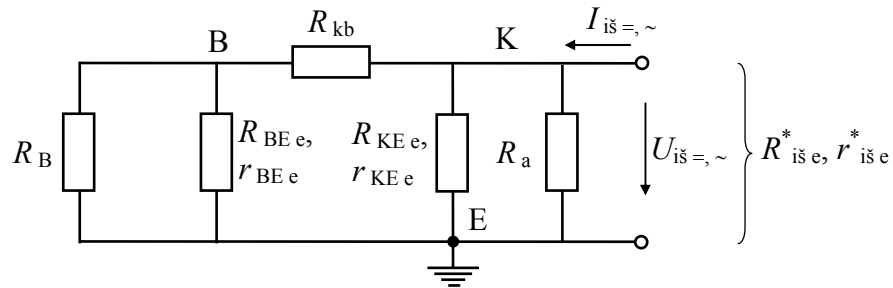 R kb
B
K
I iš =, ~
R B
R BE e,
r BE e
R KE e,
r KE e
R a
U iš =, ~
R* iš e, r* iš e
E